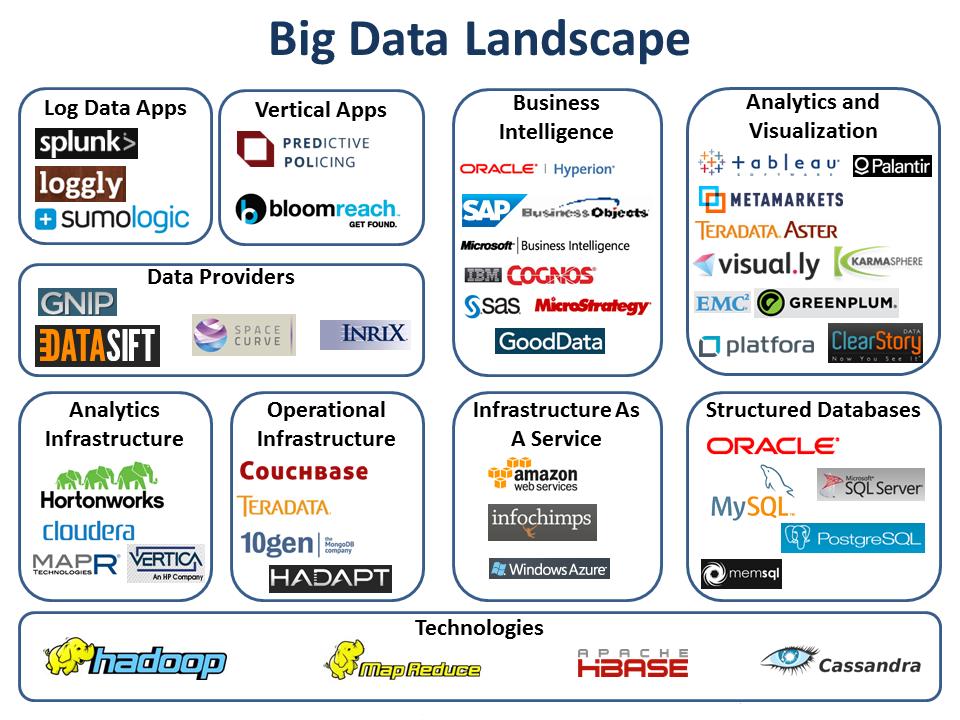 Big Data Landscape
Log Data Apps
splunk>
loggly
sumologic
Vertical Apps
PREDICTIVE
POLICING
bloomreach
GET FOUND.
Data Providers
GNIP
DATASIFT
SPACE
CURVE
INRIX
Business
Intelligence
ORACLE | Hyperion
SAP Business Objects
Microsoft | Business Intelligence
IBM COGNOS
sas MicroStrategy
GoodData
Analytics and
Visualization
+ a b l e a u
S O F T W A R E
Palantir
METAMARKETS
TERADATA ASTER
visual.ly
KARMASPHERE
EMC²
GREENPLUM.
platfora
DATA
ClearStory
Now You See It
Analytics
Infrastructure
Hortonworks
cloudera
MAPR
TECHNOLOGIES
VERTICA
An HP Company
Operational
Infrastructure
COUCHBASE
TERADATA
10gen | the MongoDB company
HADAPT
Infrastructure As
A Service
amazon
web services
infochimps
Windows Azure
Structured Databases
ORACLE
MySQL
Microsoft
SQL Server
PostgreSQL
memsql
Technologies
hadoop
Map Reduce
APACHE
HBASE
Cassandra